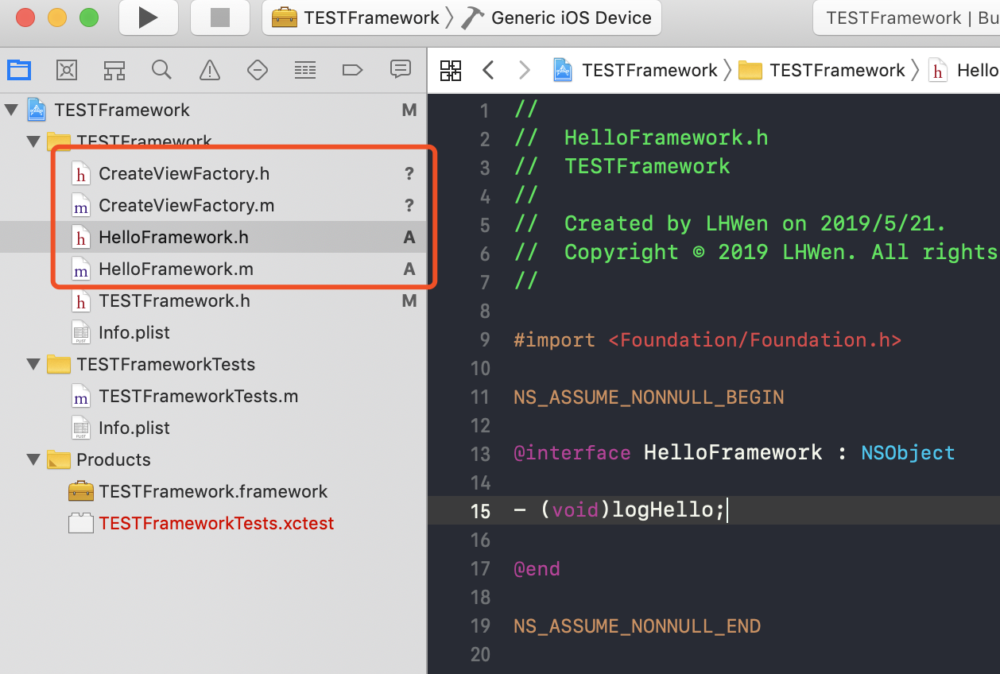 TESTFramework 〉 Generic iOS Device
TESTFramework | Bu
TESTFramework 〉 TESTFramework 〉 h Hello
TESTFramework M
TESTFramework
h CreateViewFactory.h ?
m CreateViewFactory.m ?
h HelloFramework.h A
m HelloFramework.m A
h TESTFramework.h M
PLIST Info.plist
TESTFrameworkTests
m TESTFrameworkTests.m
PLIST Info.plist
Products
TESTFramework.framework
TESTFrameworkTests.xctest
1 //
2 //  HelloFramework.h
3 //  TESTFramework
4 //
5 //  Created by LHWen on 2019/5/21.
6 //  Copyright © 2019 LHWen. All rights
7 //
8
9 #import <Foundation/Foundation.h>
10
11 NS_ASSUME_NONNULL_BEGIN
12
13 @interface HelloFramework : NSObject
14
15 - (void)logHello;
16
17 @end
18
19 NS_ASSUME_NONNULL_END
20